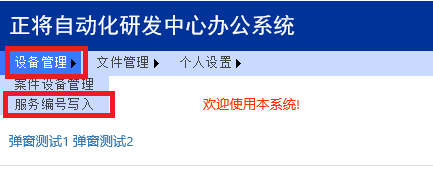 正将自动化研发中心办公系统
设备管理 文件管理 个人设置
案件设备管理
服务编号写入
欢迎使用本系统!
弹窗测试1 弹窗测试2